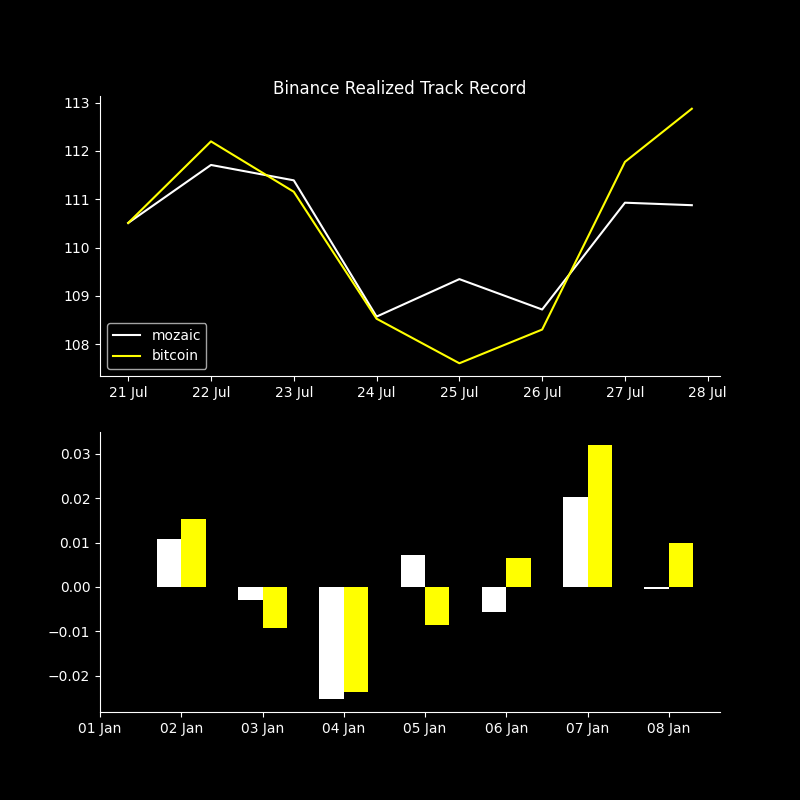 Binance Realized Track Record
113
112
111
110
109
108
mozaic
bitcoin
21 Jul 22 Jul 23 Jul 24 Jul 25 Jul 26 Jul 27 Jul 28 Jul
0.03
0.02
0.01
0.00
−0.01
−0.02
01 Jan 02 Jan 03 Jan 04 Jan 05 Jan 06 Jan 07 Jan 08 Jan